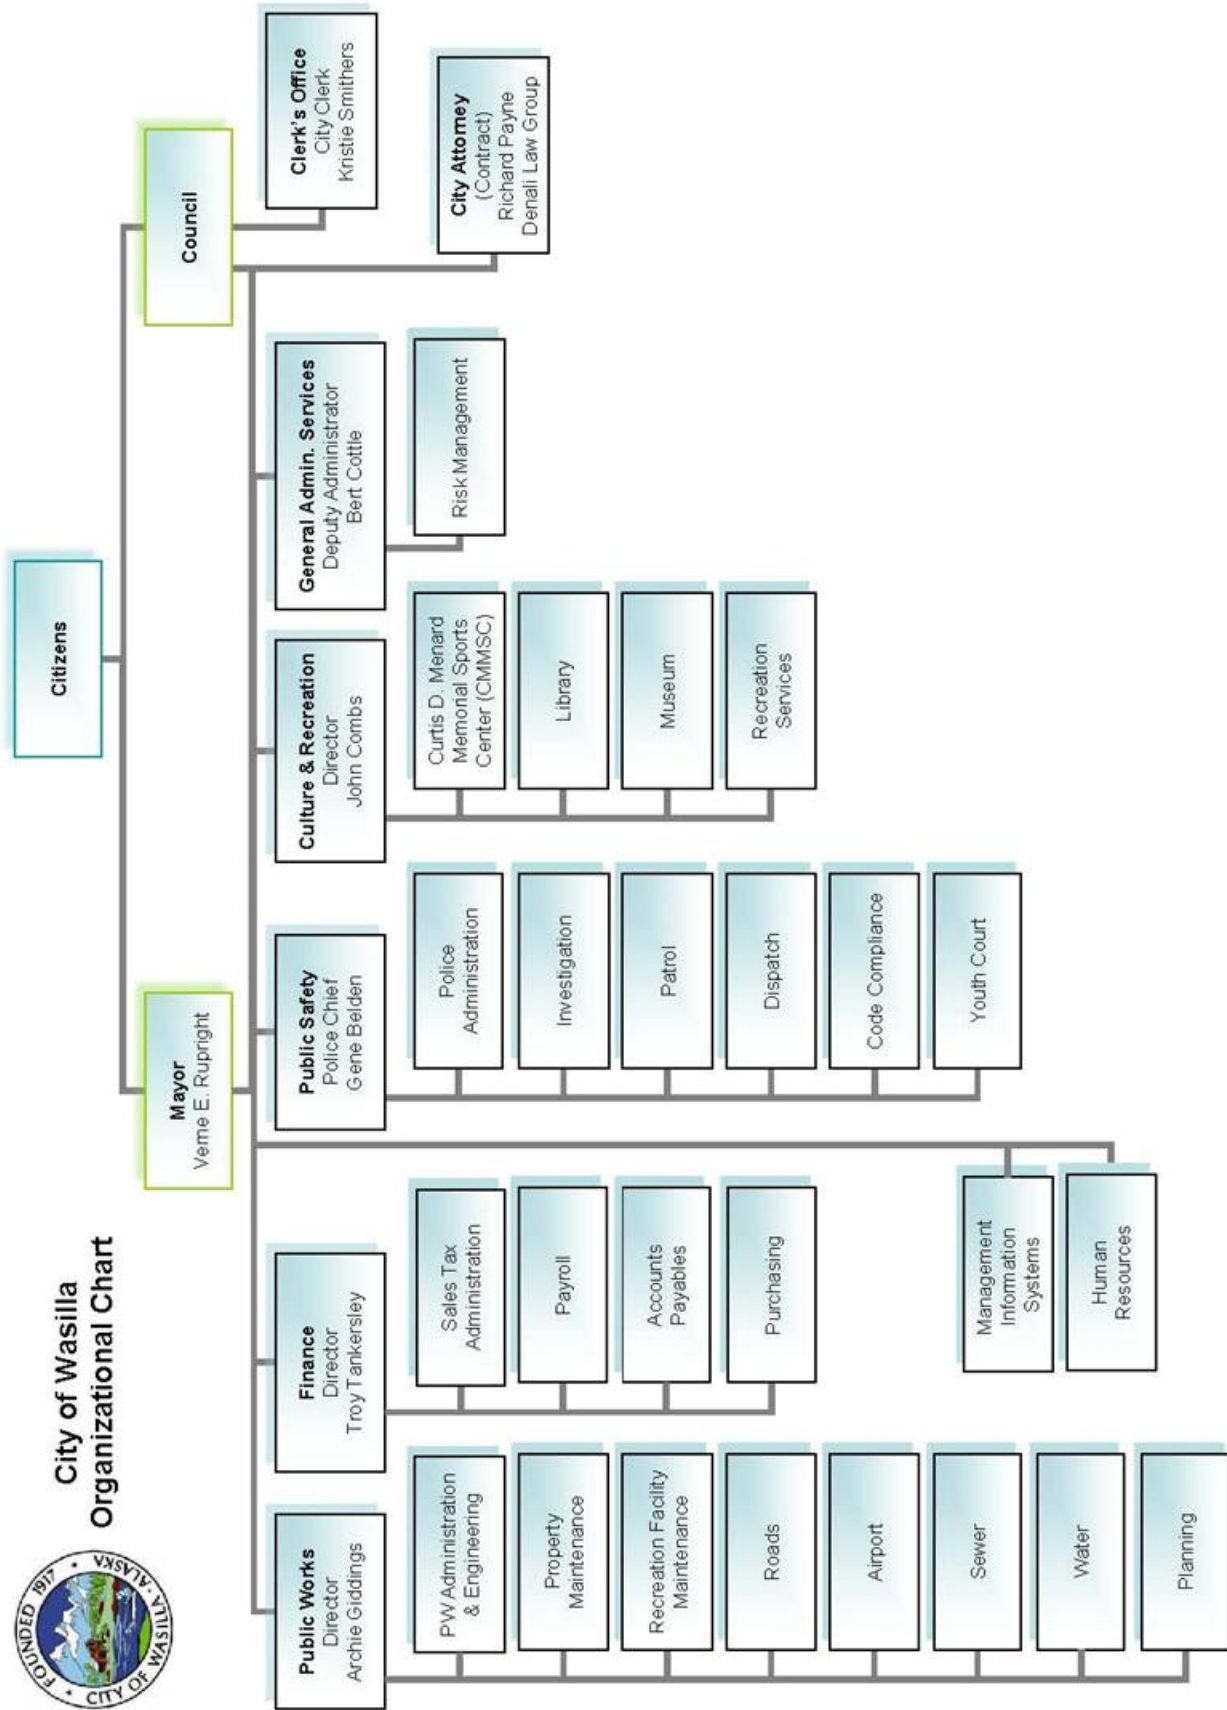 City of Wasilla
Organizational Chart
FOUNDED 1917
CITY OF WASILLA • ALASKA
Citizens
Mayor
Verne E. Rupright
Council
Clerk's Office
City Clerk
Kristie Smithers
City Attorney
(Contract)
Richard Payne
Denali Law Group
Public Works
Director
Archie Giddings
PW Administration
& Engineering
Property
Maintenance
Recreation Facility
Maintenance
Roads
Airport
Sewer
Water
Planning
Finance
Director
Troy Tankersley
Sales Tax
Administration
Payroll
Accounts
Payables
Purchasing
Management
Information
Systems
Human
Resources
Public Safety
Police Chief
Gene Belden
Police
Administration
Investigation
Patrol
Dispatch
Code Compliance
Youth Court
Culture & Recreation
Director
John Combs
Curtis D. Menard
Memorial Sports
Center (CMMSC)
Library
Museum
Recreation
Services
General Admin. Services
Deputy Administrator
Bert Cottle
Risk Management